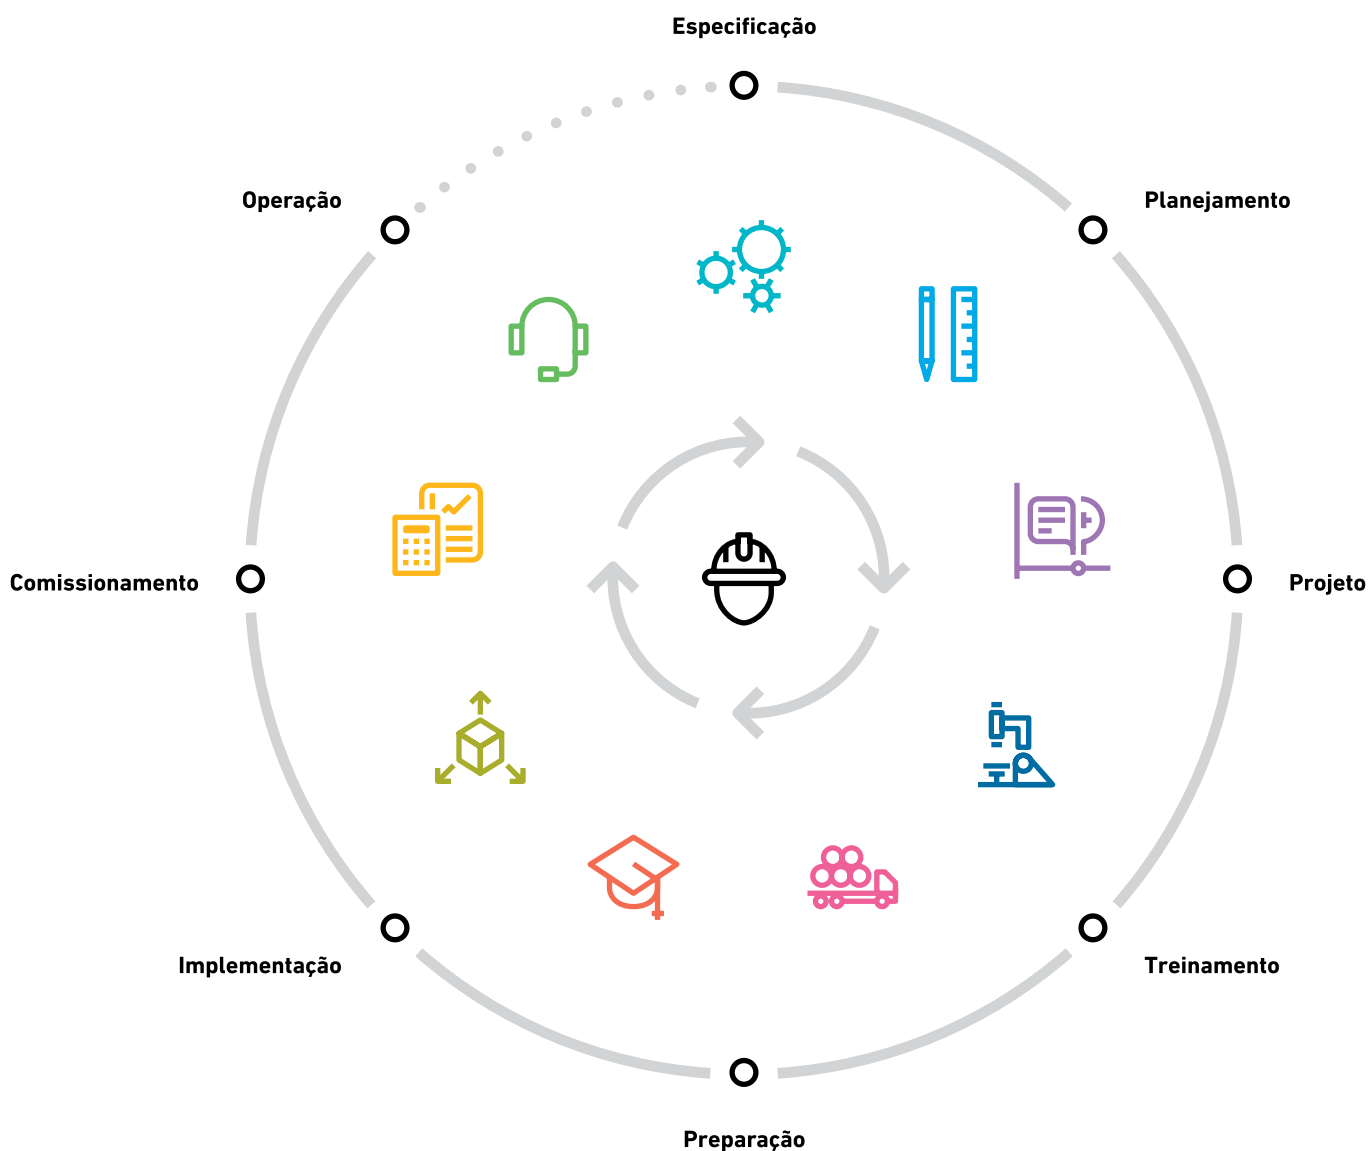 Especificação
Operação
Planejamento
Comissionamento
Projeto
Implementação
Treinamento
Preparação